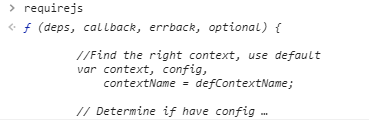 > requirejs
<· ƒ (deps, callback, errback, optional) {
//Find the right context, use default
var context, config,
contextName = defContextName;
// Determine if have config …